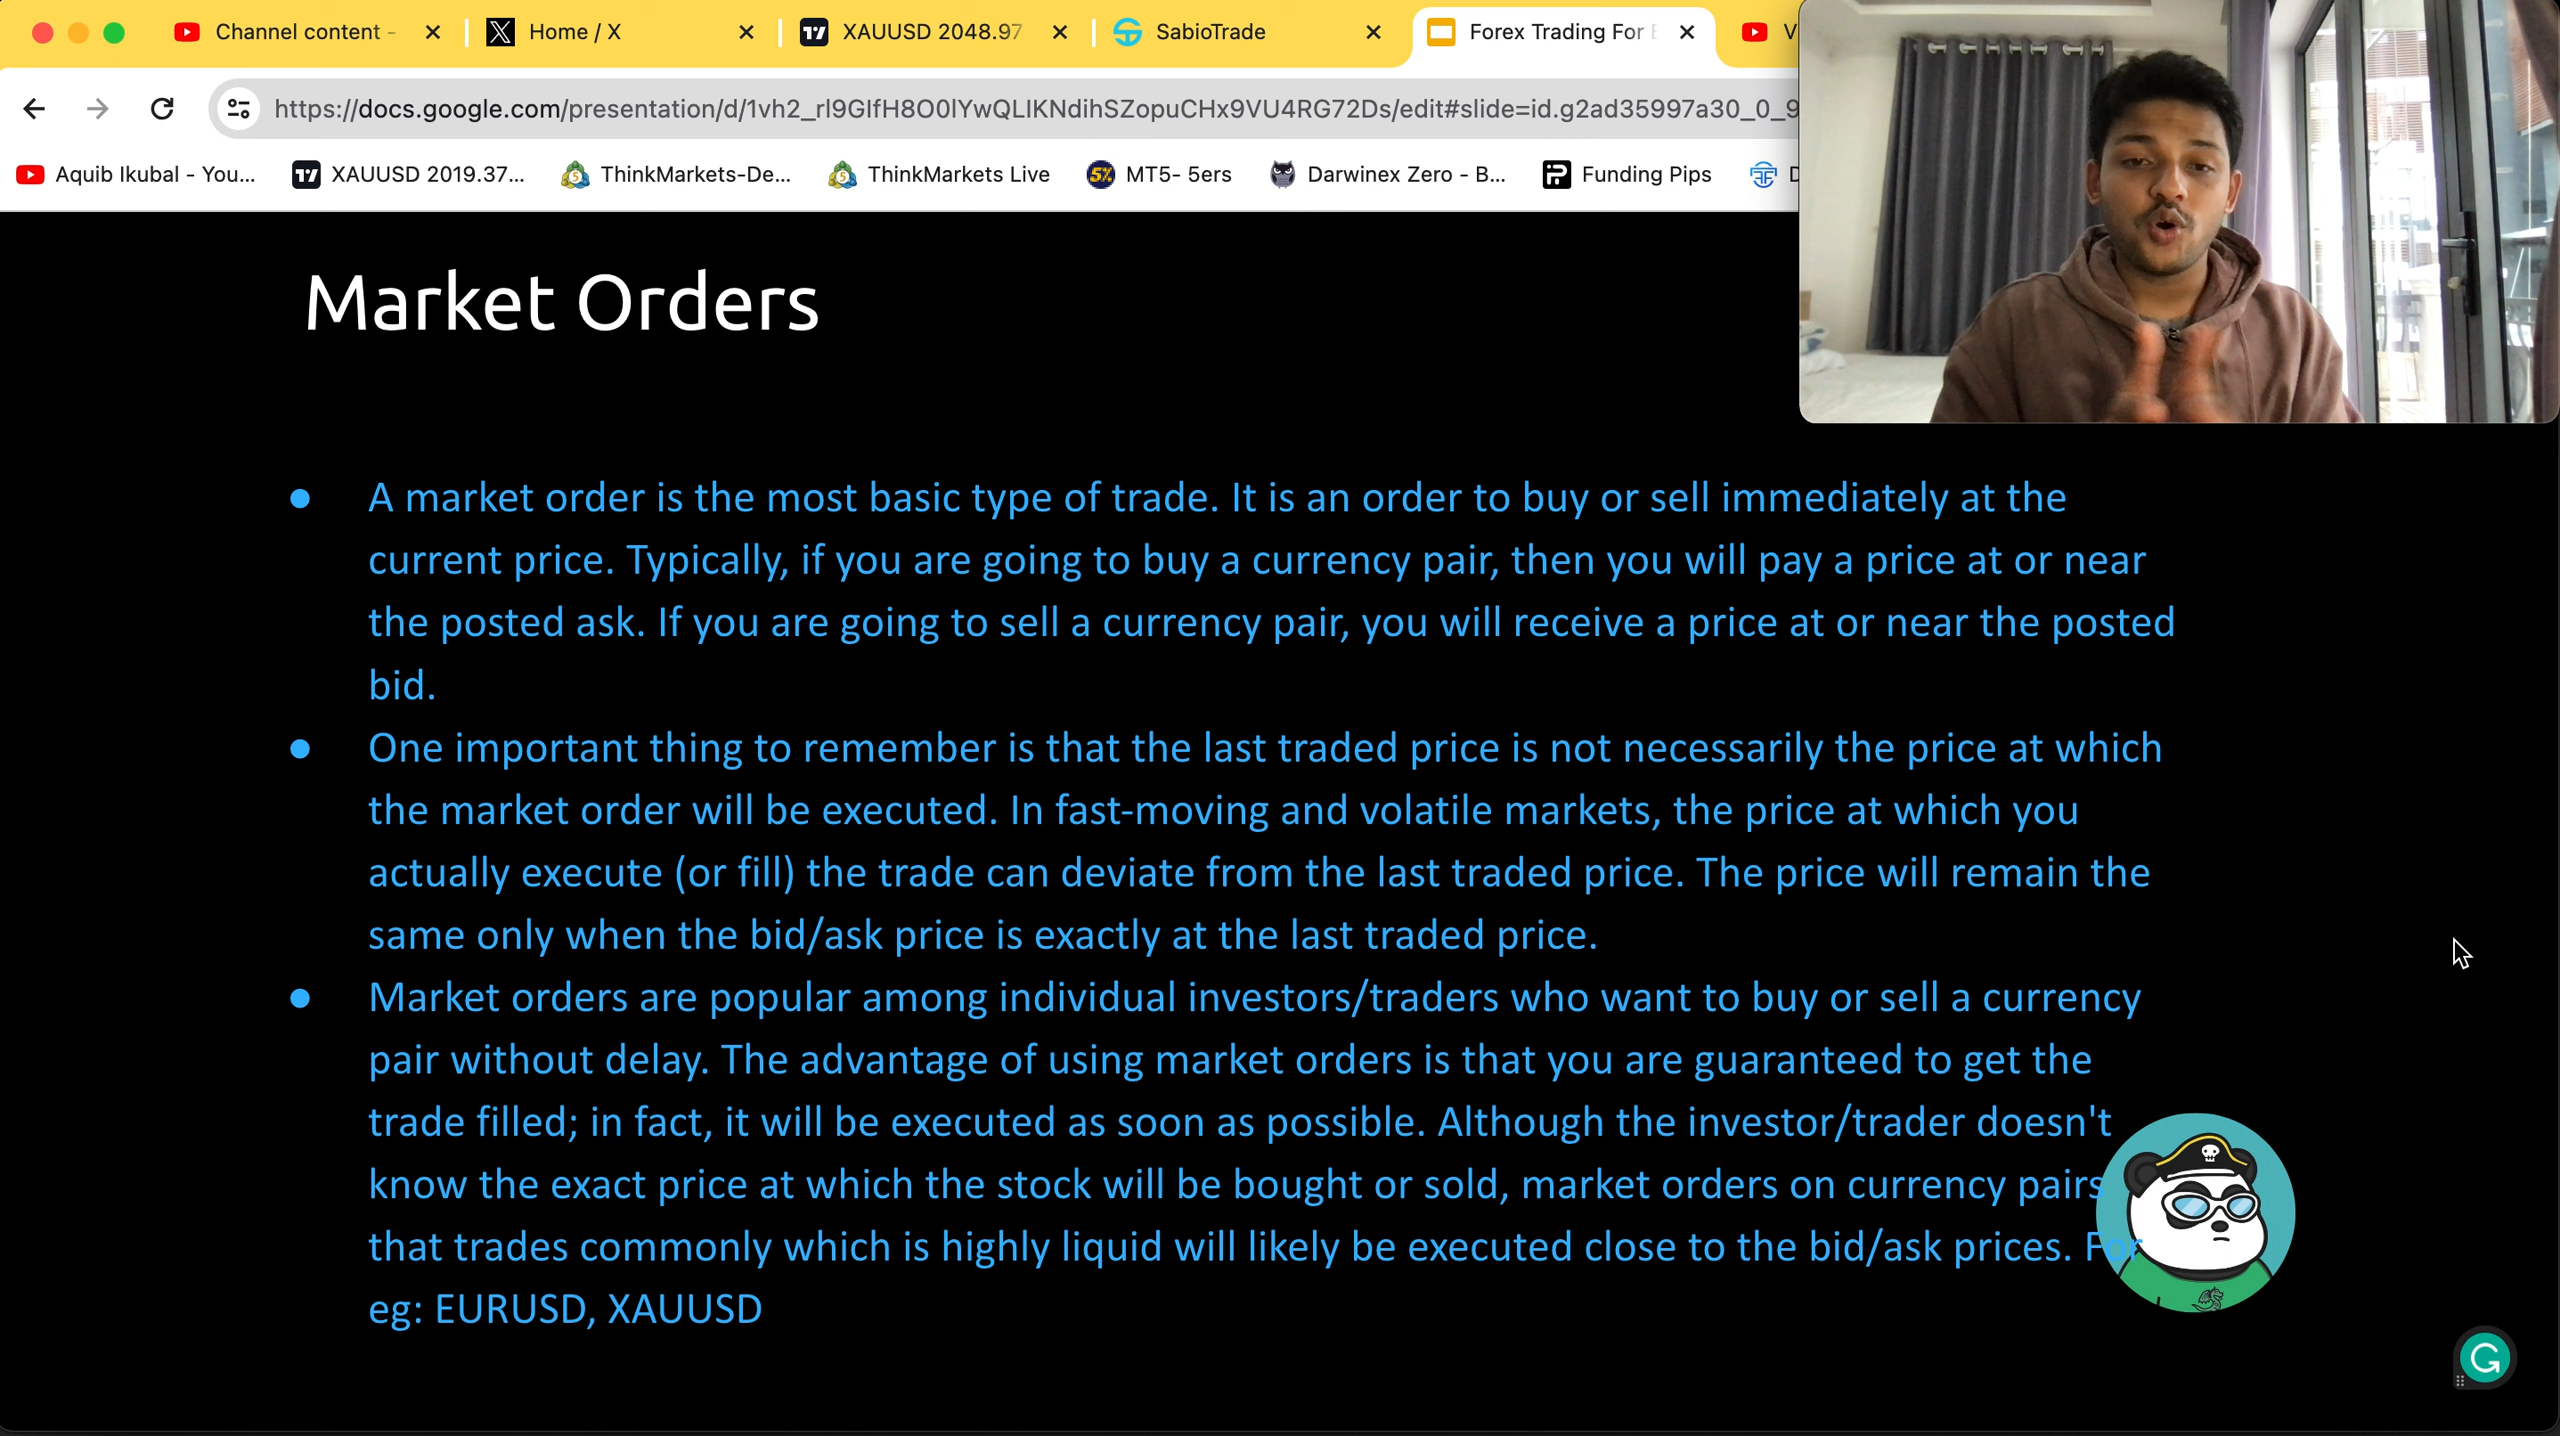 Channel content -
Home / X
XAUUSD 2048.97
SabioTrade
Forex Trading For
https://docs.google.com/presentation/d/1vh2_rl9GlfH8O0lYwQLlKNdihSZopuCHx9VU4RG72Ds/edit#slide=id.g2ad35997a30_0_9
Aquib Ikubal - You...
XAUUSD 2019.37...
ThinkMarkets-De...
ThinkMarkets Live
MT5- 5ers
Darwinex Zero - B...
Funding Pips
Market Orders
A market order is the most basic type of trade. It is an order to buy or sell immediately at the
current price. Typically, if you are going to buy a currency pair, then you will pay a price at or near
the posted ask. If you are going to sell a currency pair, you will receive a price at or near the posted
bid.
One important thing to remember is that the last traded price is not necessarily the price at which
the market order will be executed. In fast-moving and volatile markets, the price at which you
actually execute (or fill) the trade can deviate from the last traded price. The price will remain the
same only when the bid/ask price is exactly at the last traded price.
Market orders are popular among individual investors/traders who want to buy or sell a currency
pair without delay. The advantage of using market orders is that you are guaranteed to get the
trade filled; in fact, it will be executed as soon as possible. Although the investor/trader doesn't
know the exact price at which the stock will be bought or sold, market orders on currency pairs
that trades commonly which is highly liquid will likely be executed close to the bid/ask prices. For
eg: EURUSD, XAUUSD